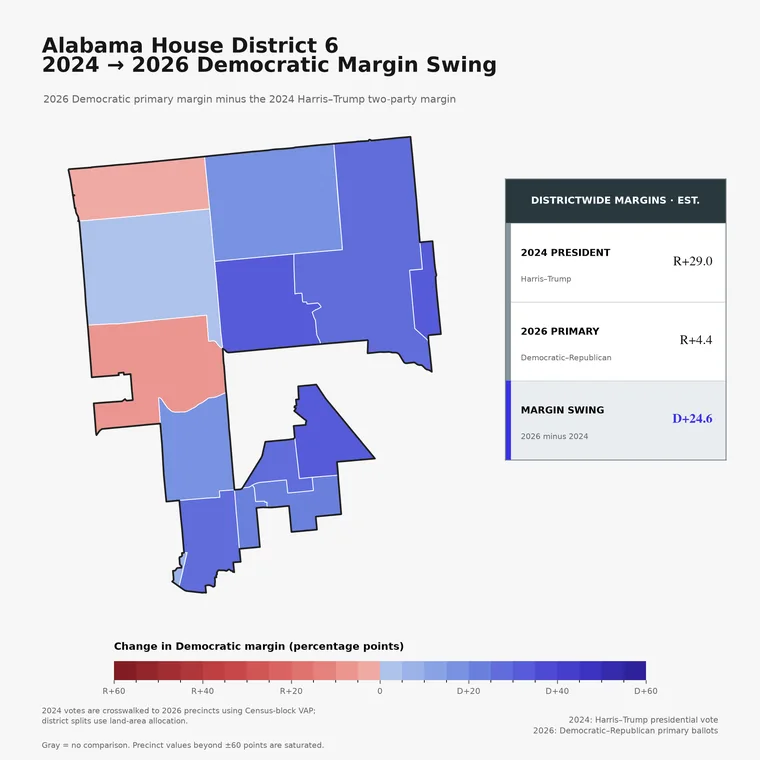 Alabama House District 6
2024 → 2026 Democratic Margin Swing
2026 Democratic primary margin minus the 2024 Harris–Trump two-party margin
DISTRICTWIDE MARGINS · EST.
2024 PRESIDENT
R+29.0
Harris–Trump
2026 PRIMARY
R+4.4
Democratic–Republican
MARGIN SWING
D+24.6
2026 minus 2024
Change in Democratic margin (percentage points)
R+60 R+40 R+20 0 D+20 D+40 D+60
2024 votes are crosswalked to 2026 precincts using Census-block VAP;
district splits use land-area allocation.
Gray = no comparison. Precinct values beyond ±60 points are saturated.
2024: Harris–Trump presidential vote
2026: Democratic–Republican primary ballots